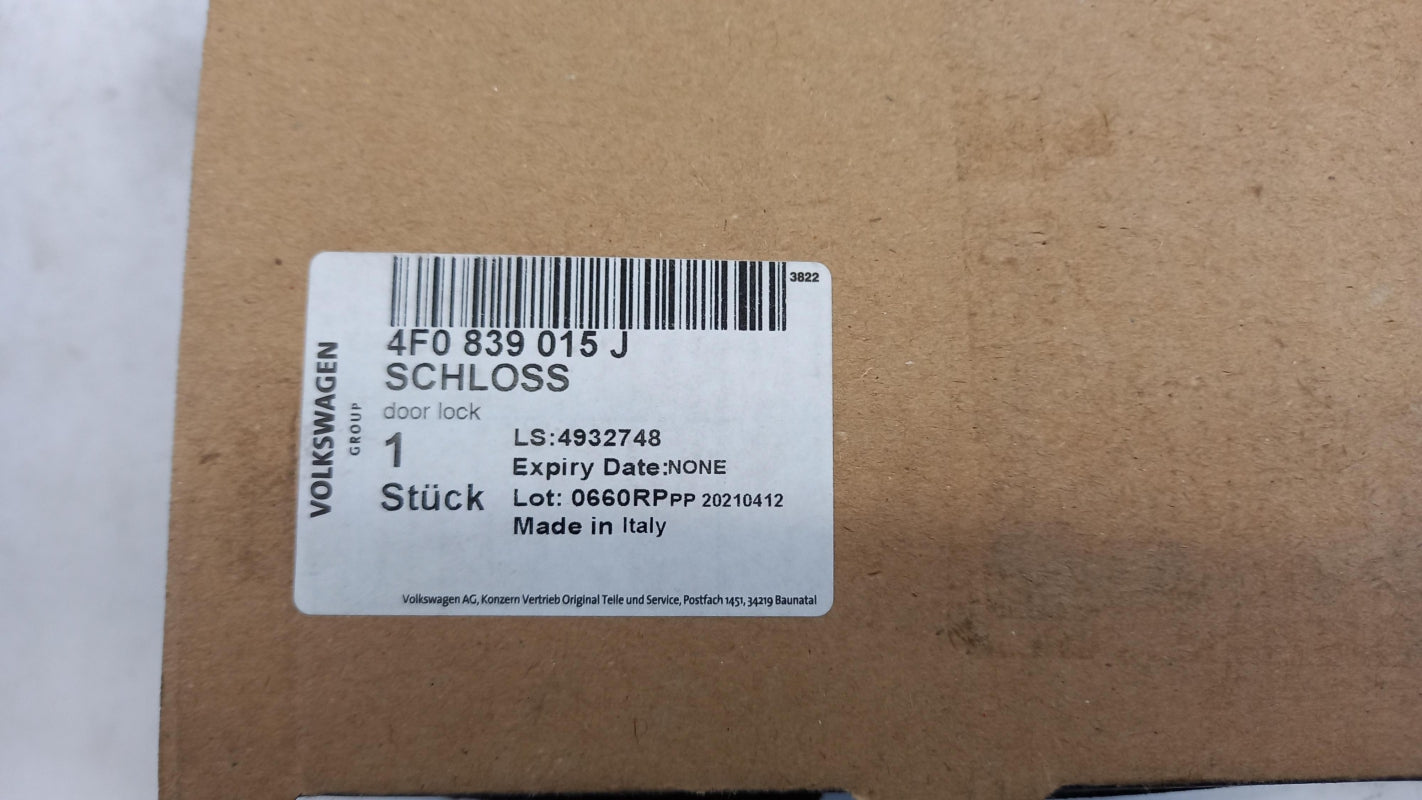 3822
4F0 839 015 J
SCHLOSS
door lock
1
Stück
LS:4932748
Expiry Date:NONE
Lot: 0660RPPP 20210412
Made in Italy
VOLKSWAGEN
GROUP
Volkswagen AG, Konzern Vertrieb Original Teile und Service, Postfach 1451, 34219 Baunatal